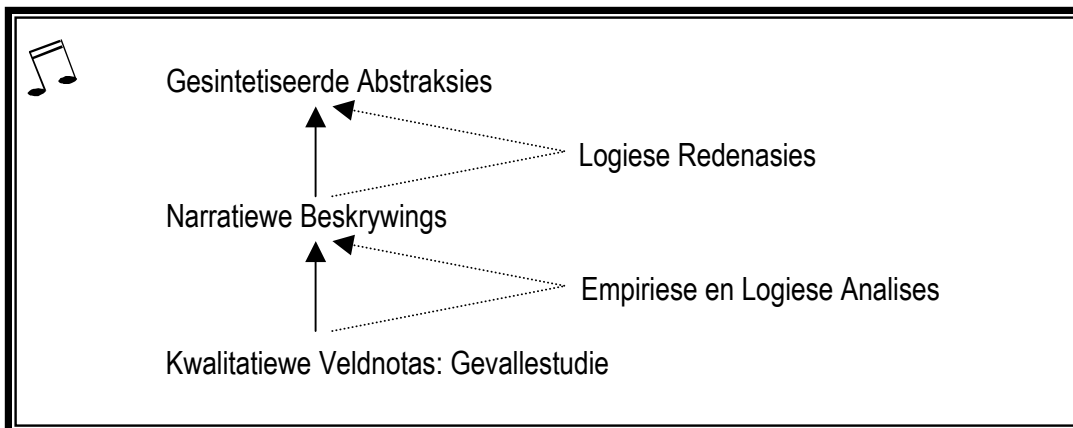 Gesintetiseerde Abstraksies
Logiese Redenasies
Narratiewe Beskrywings
Empiriese en Logiese Analises
Kwalitatiewe Veldnotas: Gevallestudie